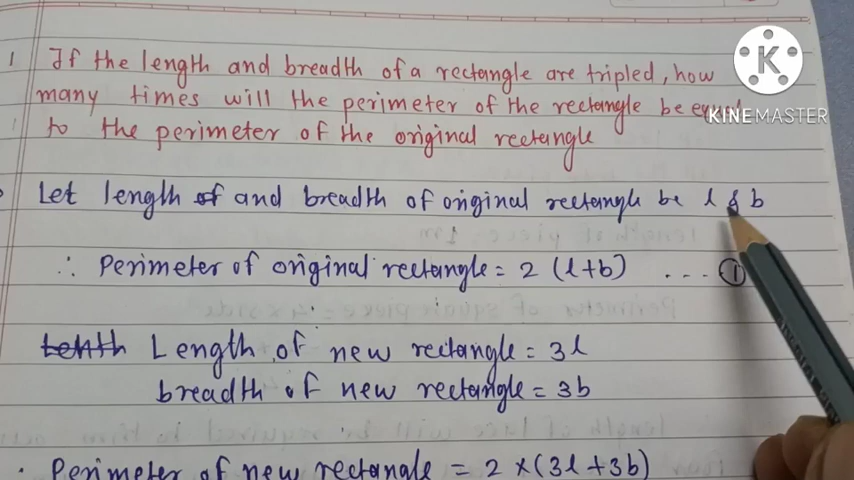 1 If the length and breadth of a rectangle are tripled, how
many times will the perimeter of the rectangle be equal
to the perimeter of the original rectangle
Let length of and breadth of original rectangle be l & b
∴ Perimeter of original rectangle = 2 (l+b) ... 1
Length of new rectangle = 3l
breadth of new rectangle = 3b
Perimeter of new rectangle = 2 × (3l + 3b)
K
KINEMASTER